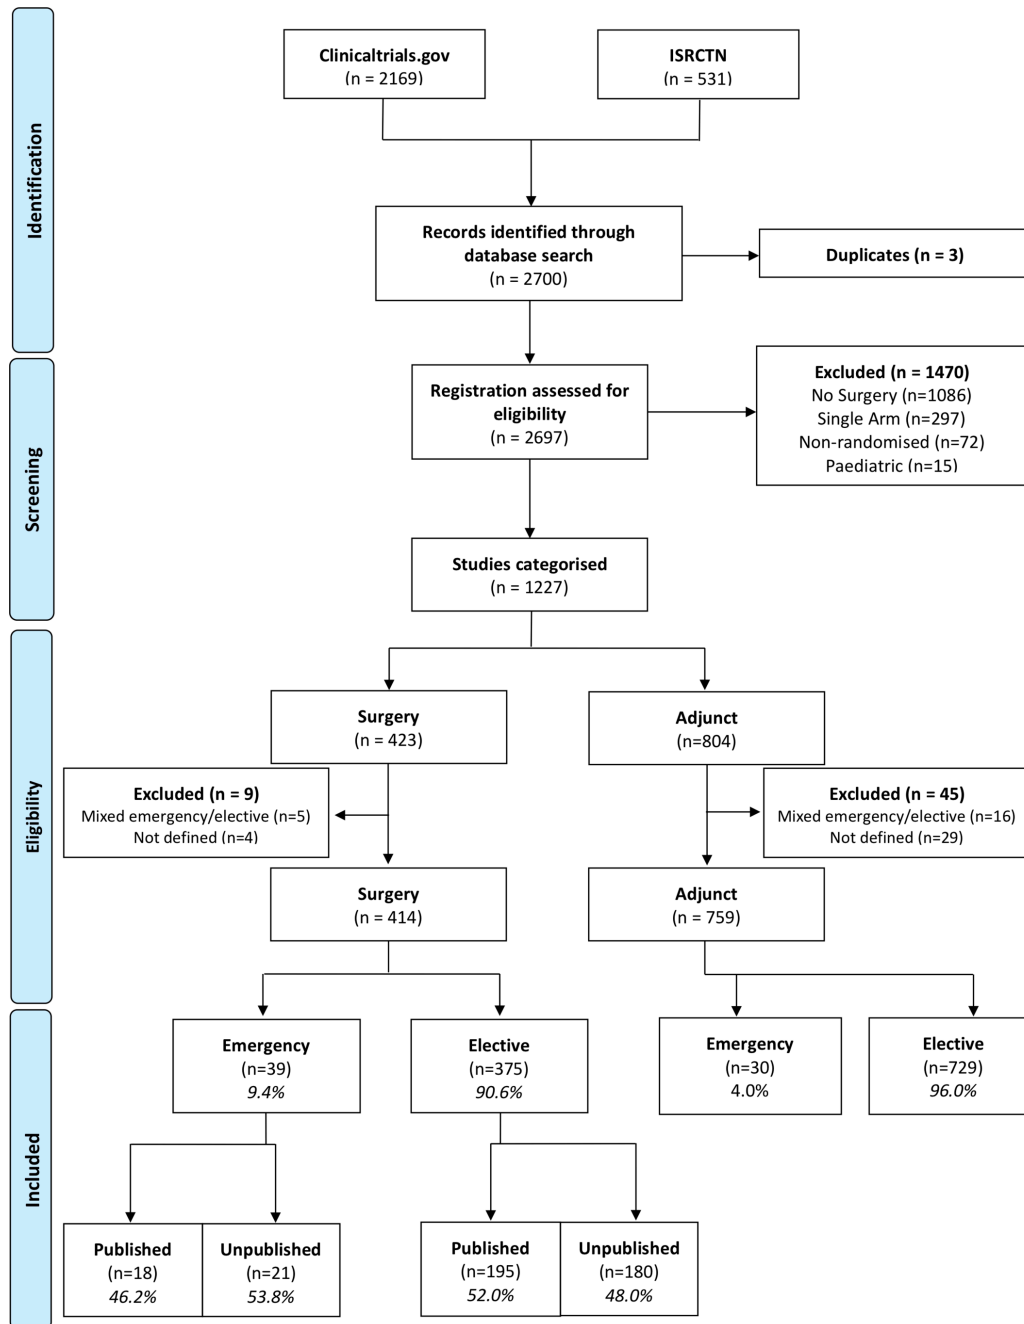 Identification
Clinicaltrials.gov
(n = 2169)
ISRCTN
(n = 531)
Records identified through
database search
(n = 2700)
Duplicates (n = 3)
Screening
Registration assessed for
eligibility
(n = 2697)
Excluded (n = 1470)
No Surgery (n=1086)
Single Arm (n=297)
Non-randomised (n=72)
Paediatric (n=15)
Studies categorised
(n = 1227)
Eligibility
Surgery
(n = 423)
Adjunct
(n=804)
Excluded (n = 9)
Mixed emergency/elective (n=5)
Not defined (n=4)
Excluded (n = 45)
Mixed emergency/elective (n=16)
Not defined (n=29)
Surgery
(n = 414)
Adjunct
(n = 759)
Included
Emergency
(n=39)
9.4%
Elective
(n=375)
90.6%
Emergency
(n=30)
4.0%
Elective
(n=729)
96.0%
Published
(n=18)
46.2%
Unpublished
(n=21)
53.8%
Published
(n=195)
52.0%
Unpublished
(n=180)
48.0%